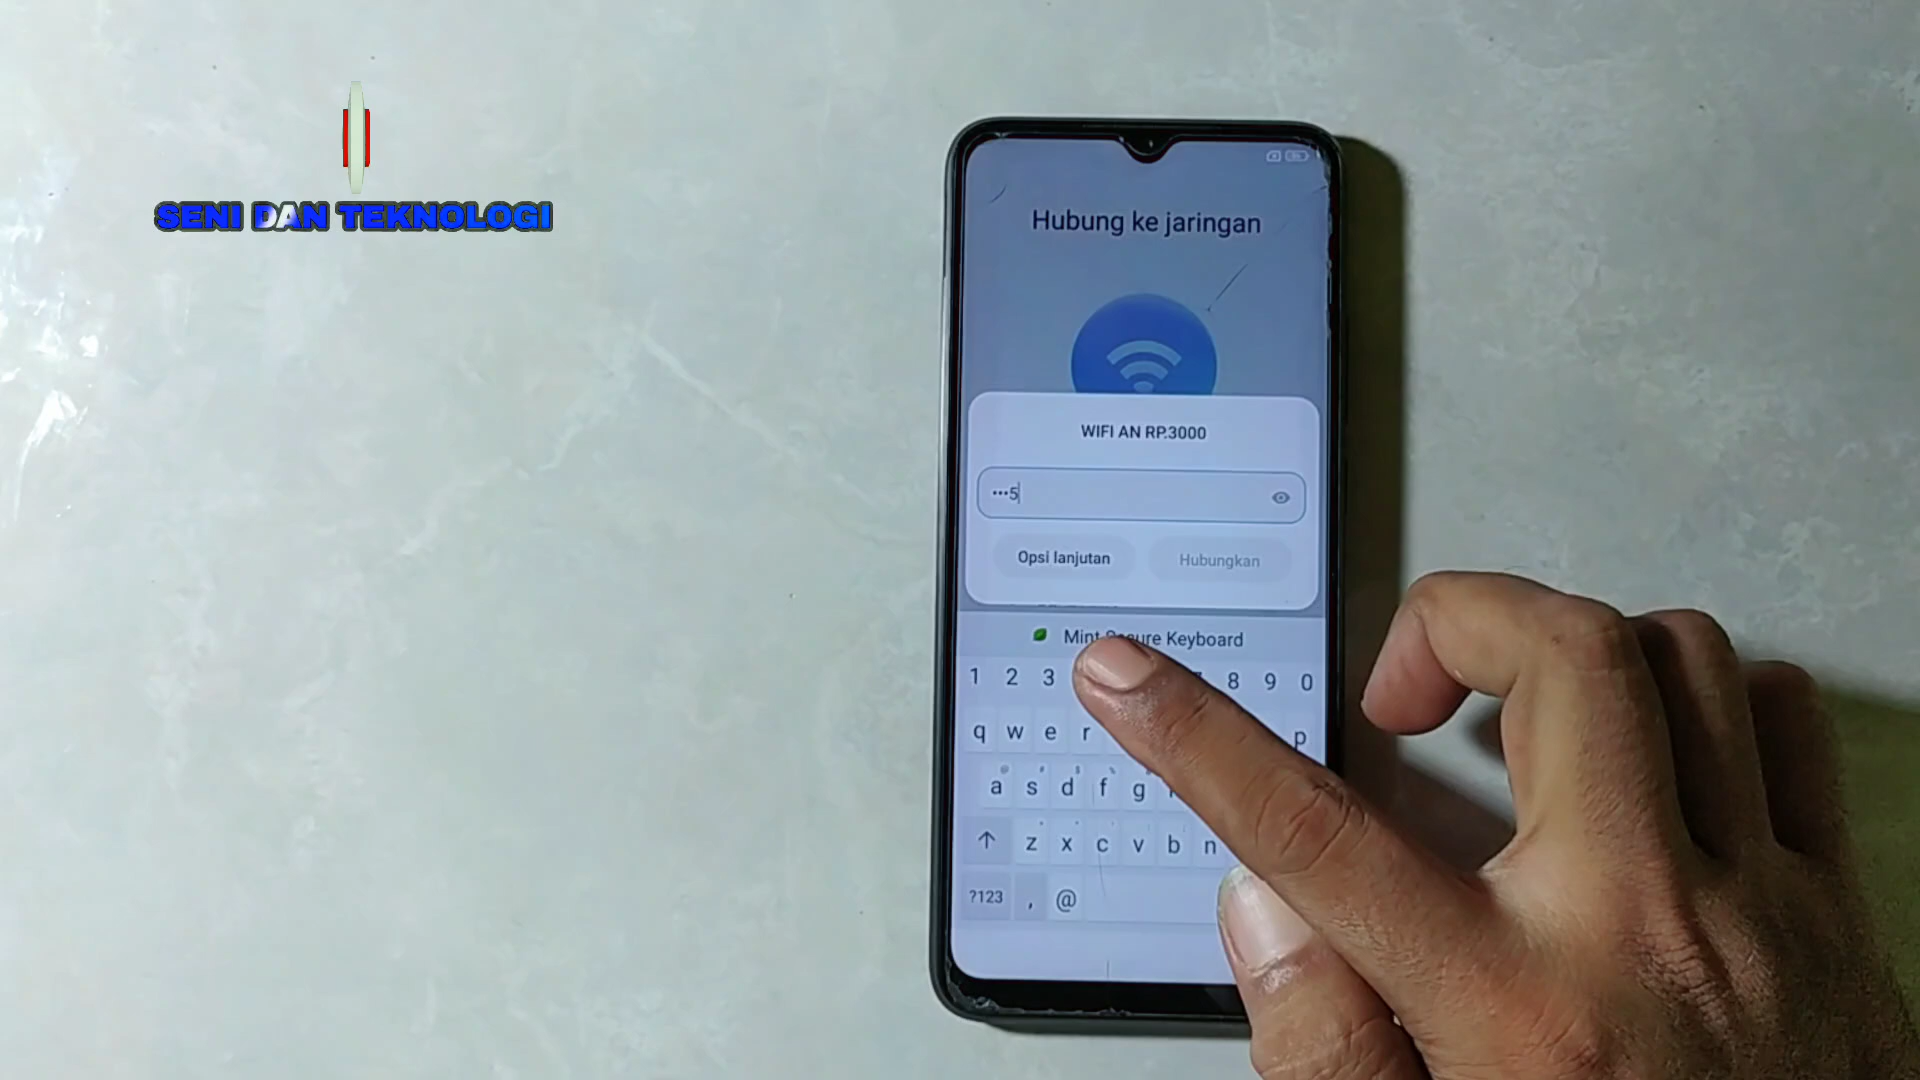 SENI DAN TEKNOLOGI
Hubung ke jaringan
WIFI AN RP.3000
•••5
Opsi lanjutan Hubungkan
Keyboard
1 2 3 8 9 0
q w e r p
a s d f g
z x c v b n
?123 , @